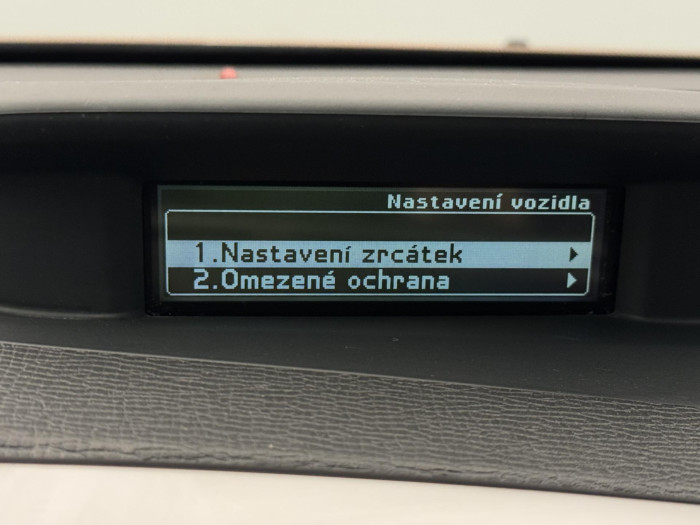 Nastavení vozidla
1.Nastavení zrcátek
2.Omezené ochrana